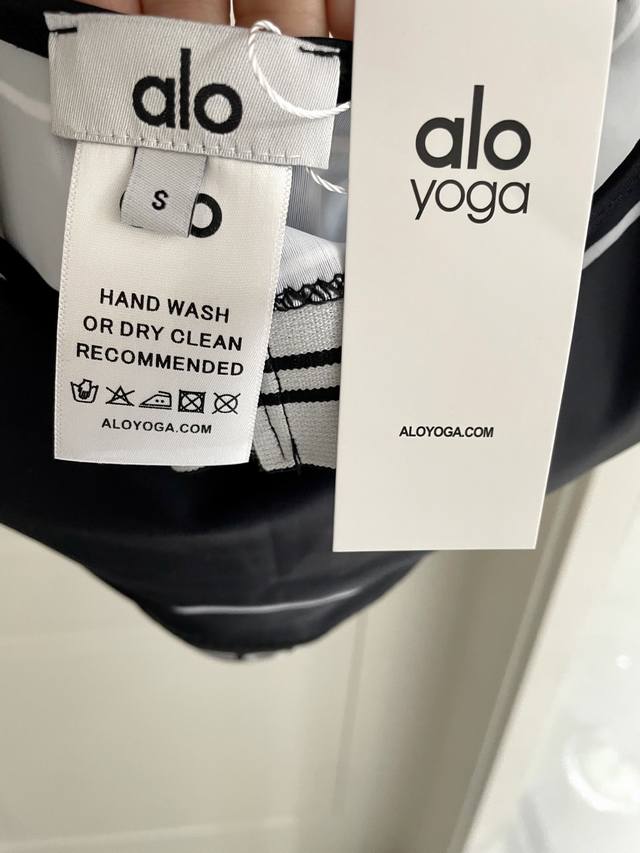 alo
S
o
HAND WASH
OR DRY CLEAN
RECOMMENDED
ALOYOGA.COM
alo
yoga
ALOYOGA.COM